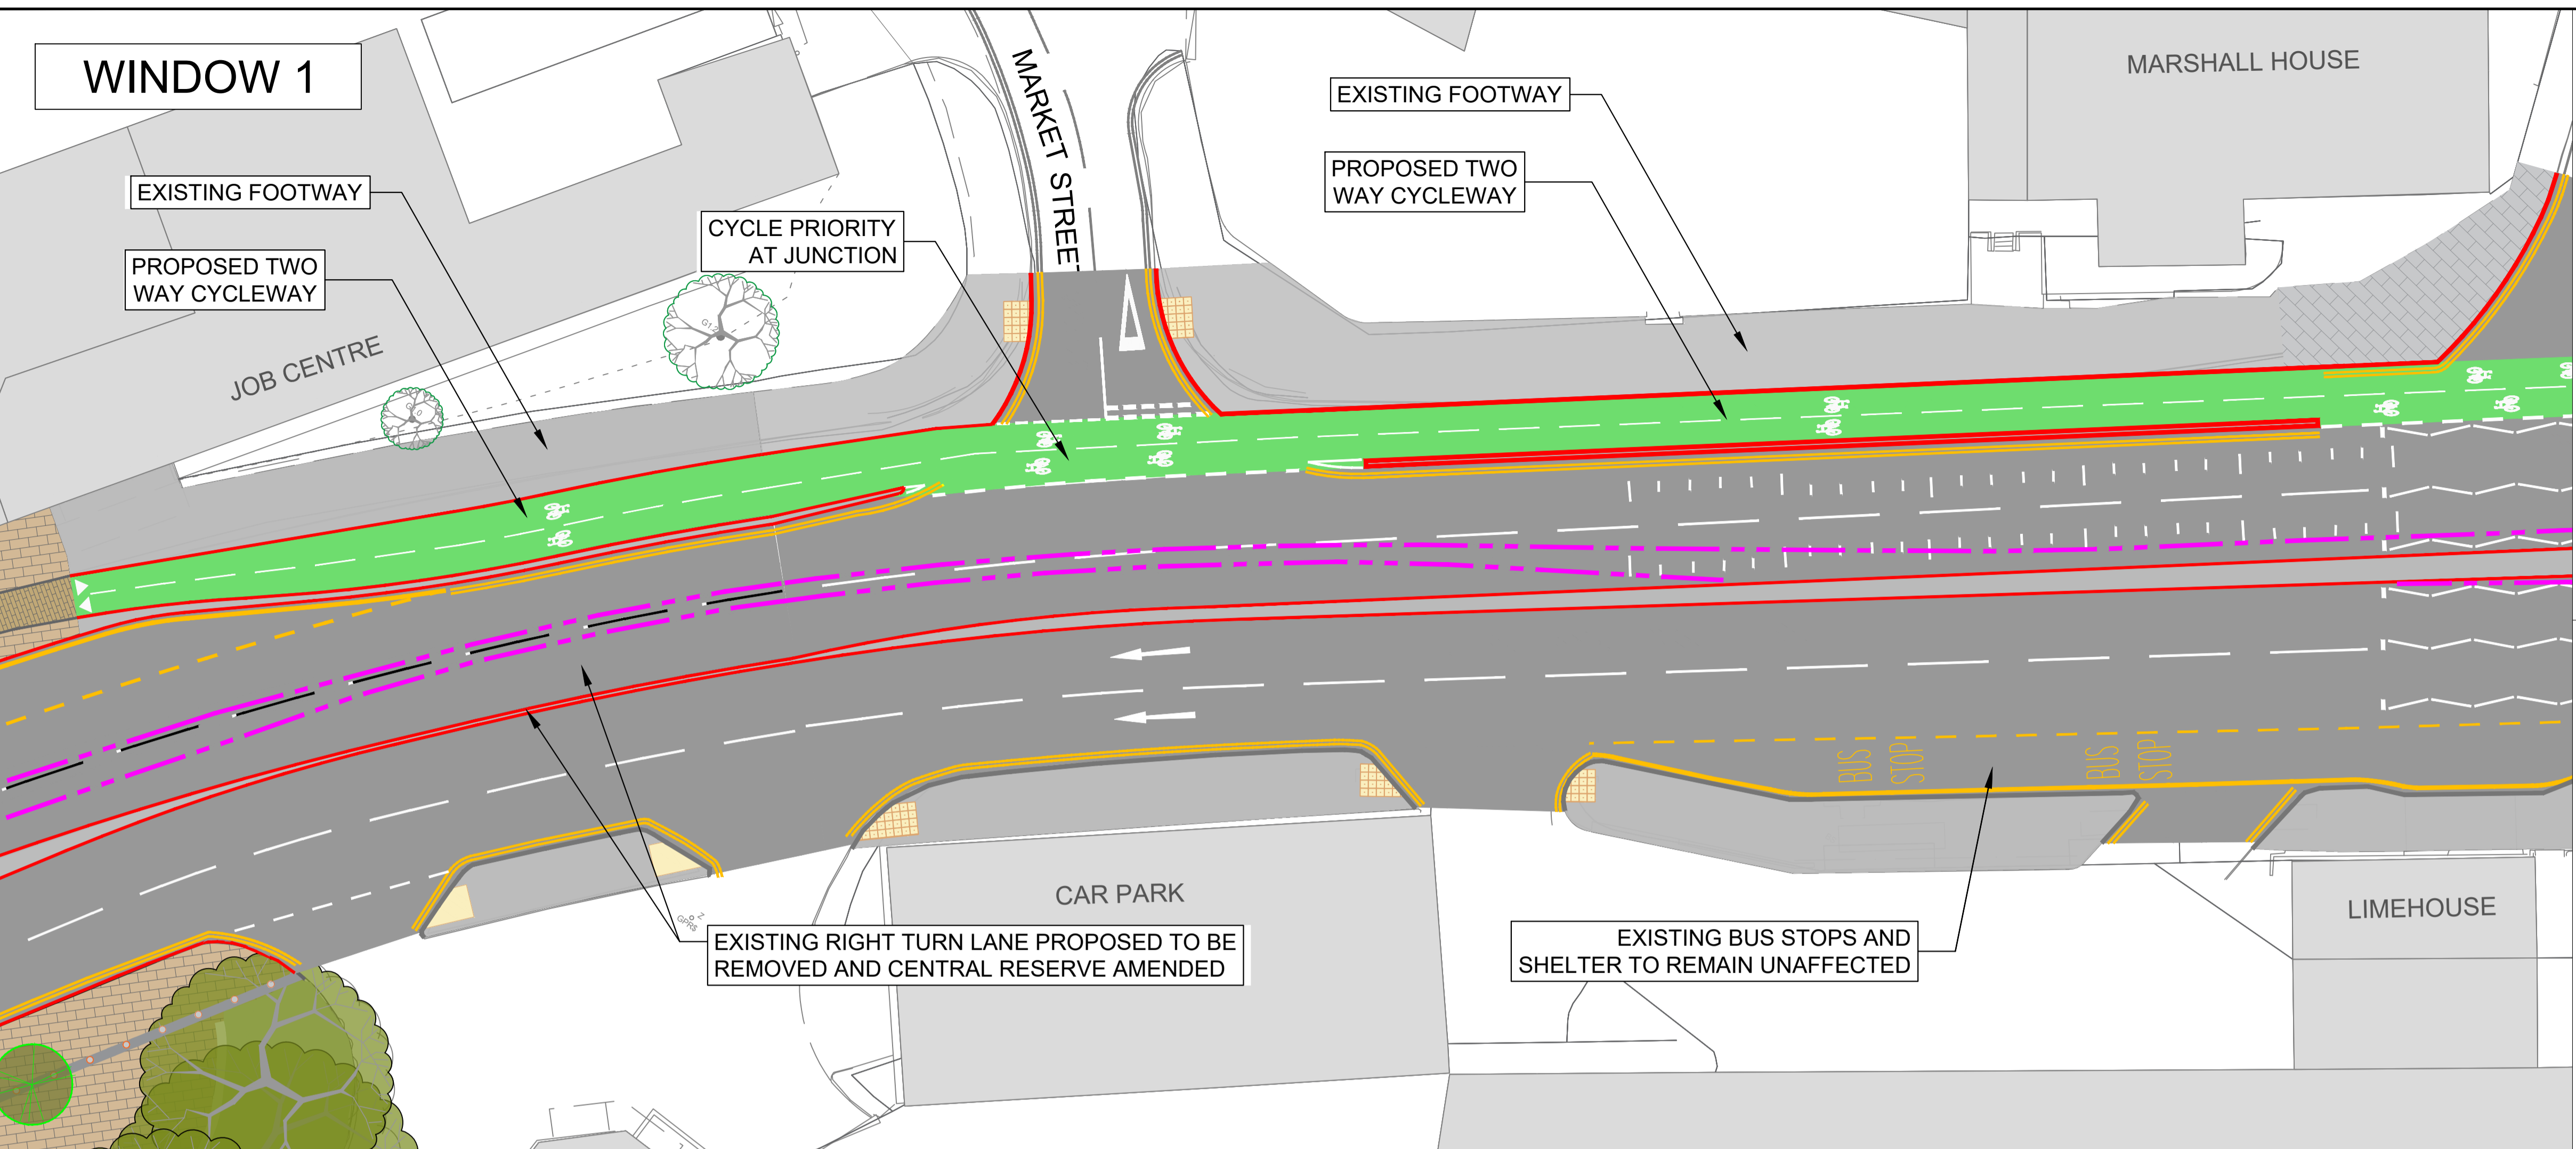 WINDOW 1
MARKET STREET
EXISTING FOOTWAY
MARSHALL HOUSE
EXISTING FOOTWAY
PROPOSED TWO
WAY CYCLEWAY
CYCLE PRIORITY
AT JUNCTION
PROPOSED TWO
WAY CYCLEWAY
JOB CENTRE
BUS
STOP
BUS
STOP
CAR PARK
EXISTING RIGHT TURN LANE PROPOSED TO BE
REMOVED AND CENTRAL RESERVE AMENDED
EXISTING BUS STOPS AND
SHELTER TO REMAIN UNAFFECTED
LIMEHOUSE